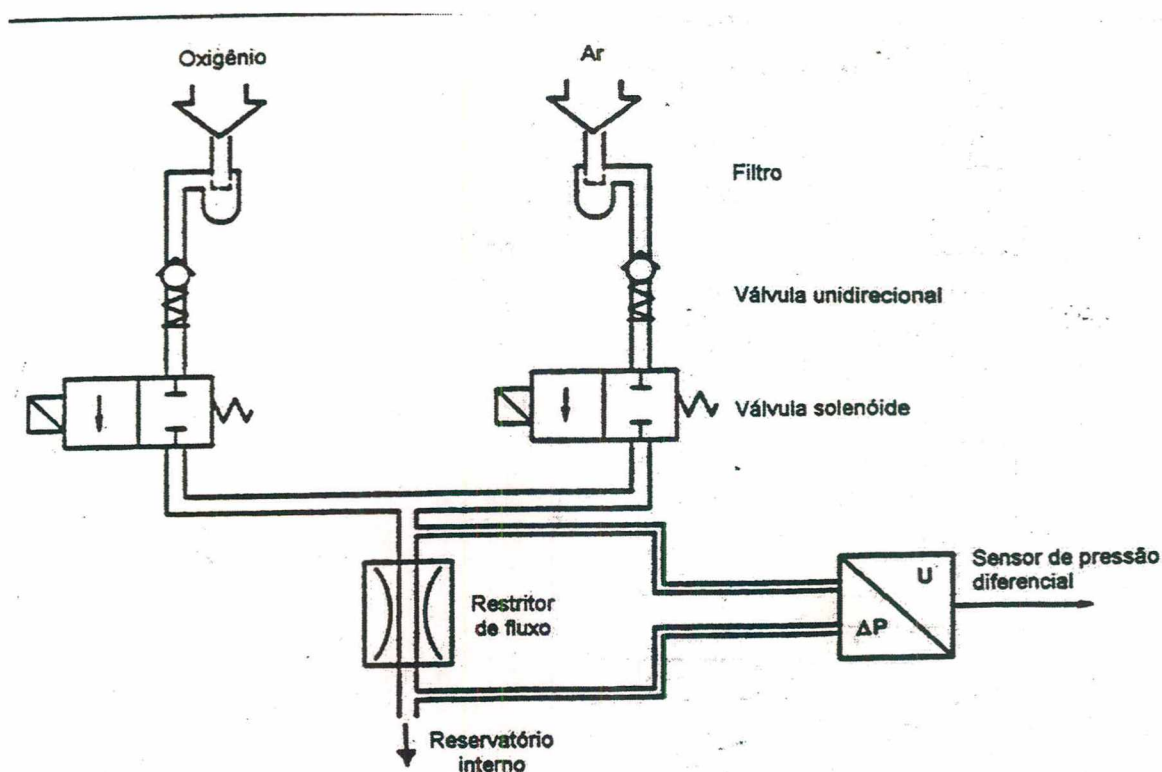 Oxigênio
Ar
Filtro
Válvula unidirecional
Válvula solenóide
Sensor de pressão
diferencial
U
ΔP
Restritor
de fluxo
Reservatório
interno